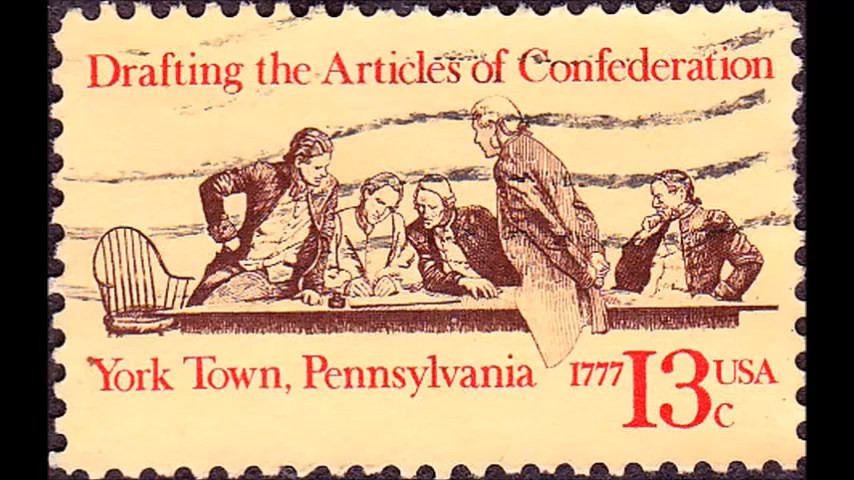 Drafting the Articles of Confederation
York Town, Pennsylvania 1777 13c USA